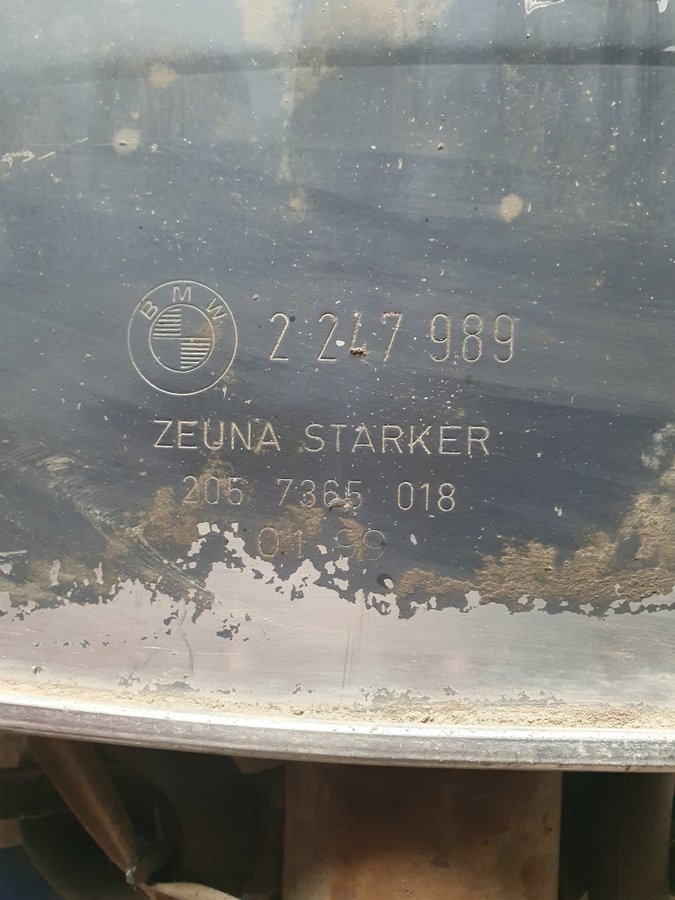 BMW
2 247 989
ZEUNA STARKER
205 7365 018
01 99